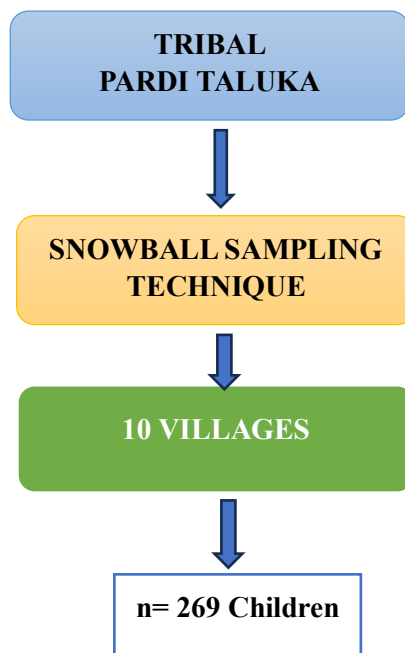 TRIBAL
PARDI TALUKA
SNOWBALL SAMPLING
TECHNIQUE
10 VILLAGES
n= 269 Children